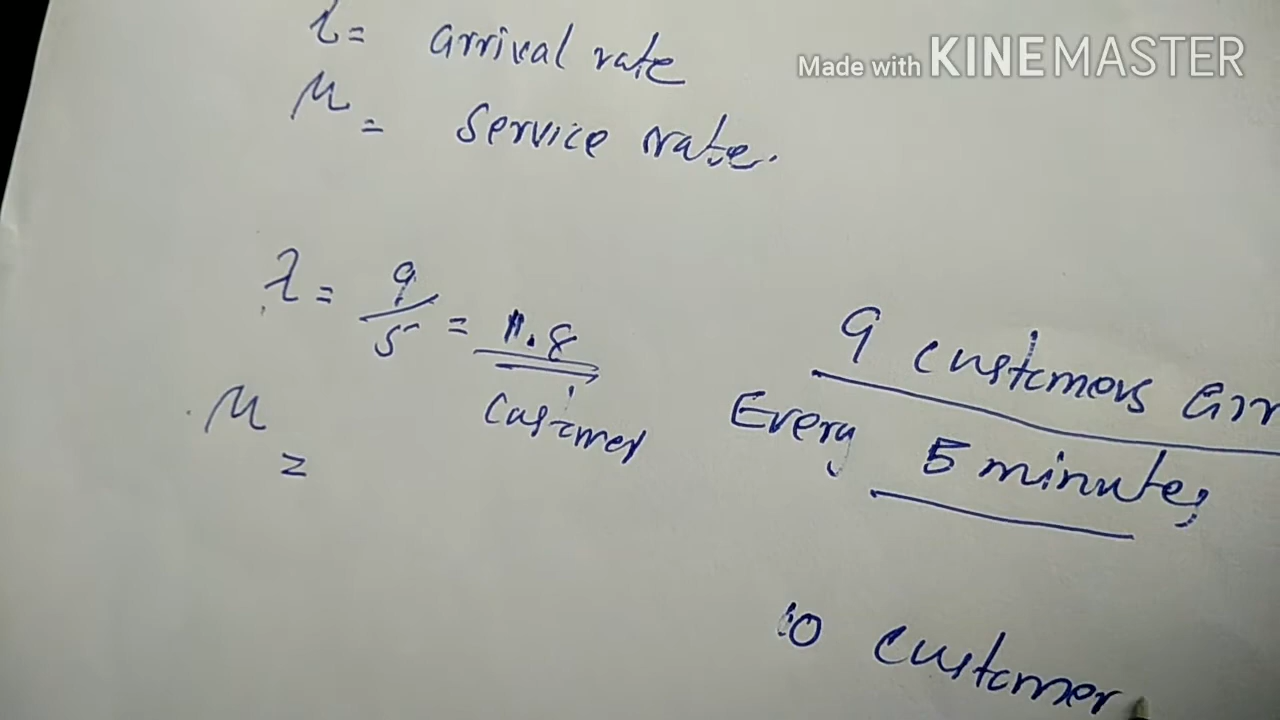 λ = arrival rate
Made with KINEMASTER
μ = Service rate.
λ = 9/5 = 1.8
Customer
9 customers arr
Every 5 minutes
μ =
10 customer